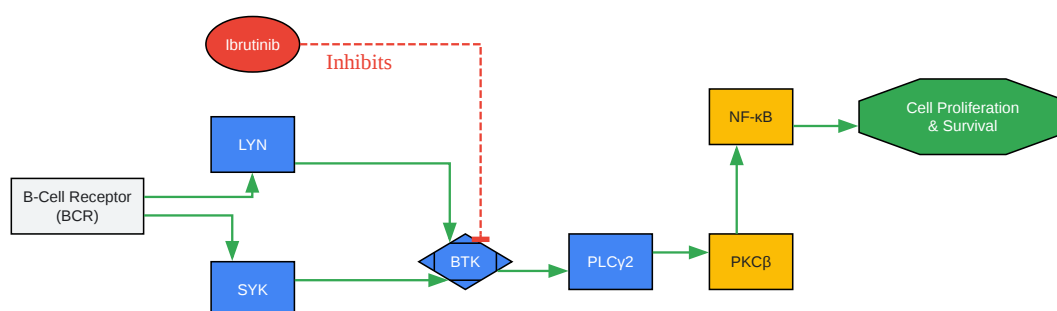 Ibrutinib
Inhibits
LYN
B-Cell Receptor
(BCR)
SYK
BTK
PLCγ2
PKCβ
NF-κB
Cell Proliferation
& Survival